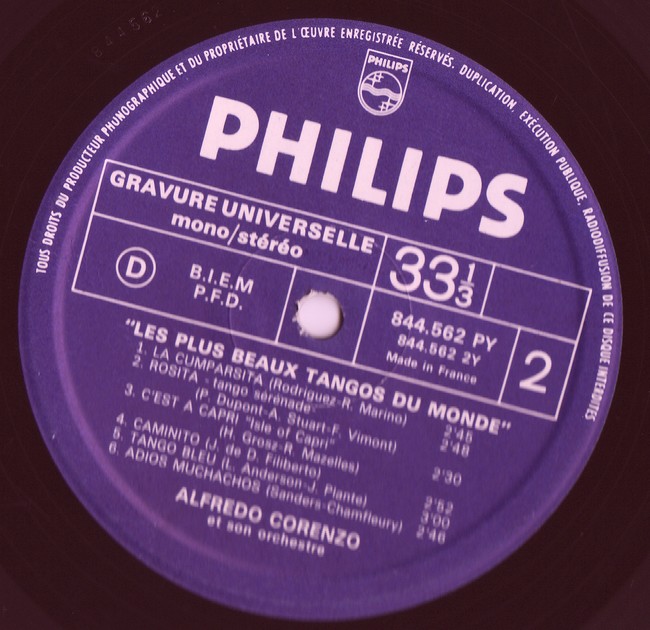 844562
TOUS DROITS DU PRODUCTEUR PHONOGRAPHIQUE ET DU PROPRIÉTAIRE DE L'ŒUVRE ENREGISTRÉE RÉSERVÉS. DUPLICATION, EXÉCUTION PUBLIQUE, RADIODIFFUSION DE CE DISQUE INTERDITES
PHILIPS
PHILIPS
GRAVURE UNIVERSELLE
mono/stéréo
33 1/3
D
B.I.E.M
P.F.D.
844.562 PY
844.562 2Y
Made in France
2
"LES PLUS BEAUX TANGOS DU MONDE"
1. LA CUMPARSITA (Rodriguez-R. Marino) 2'45
2. ROSITA - tango sérénade
(P. Dupont-A. Stuart-F. Vimont) 2'48
3. C'EST A CAPRI "Isle of Capri"
(H. Grosz-R. Mazelles) 2'30
4. CAMINITO (J. de D. Filiberto) 2'52
5. TANGO BLEU (L. Anderson-J. Plante) 3'00
6. ADIOS MUCHACHOS (Sanders-Chamfleury) 2'46
ALFREDO CORENZO
et son orchestre